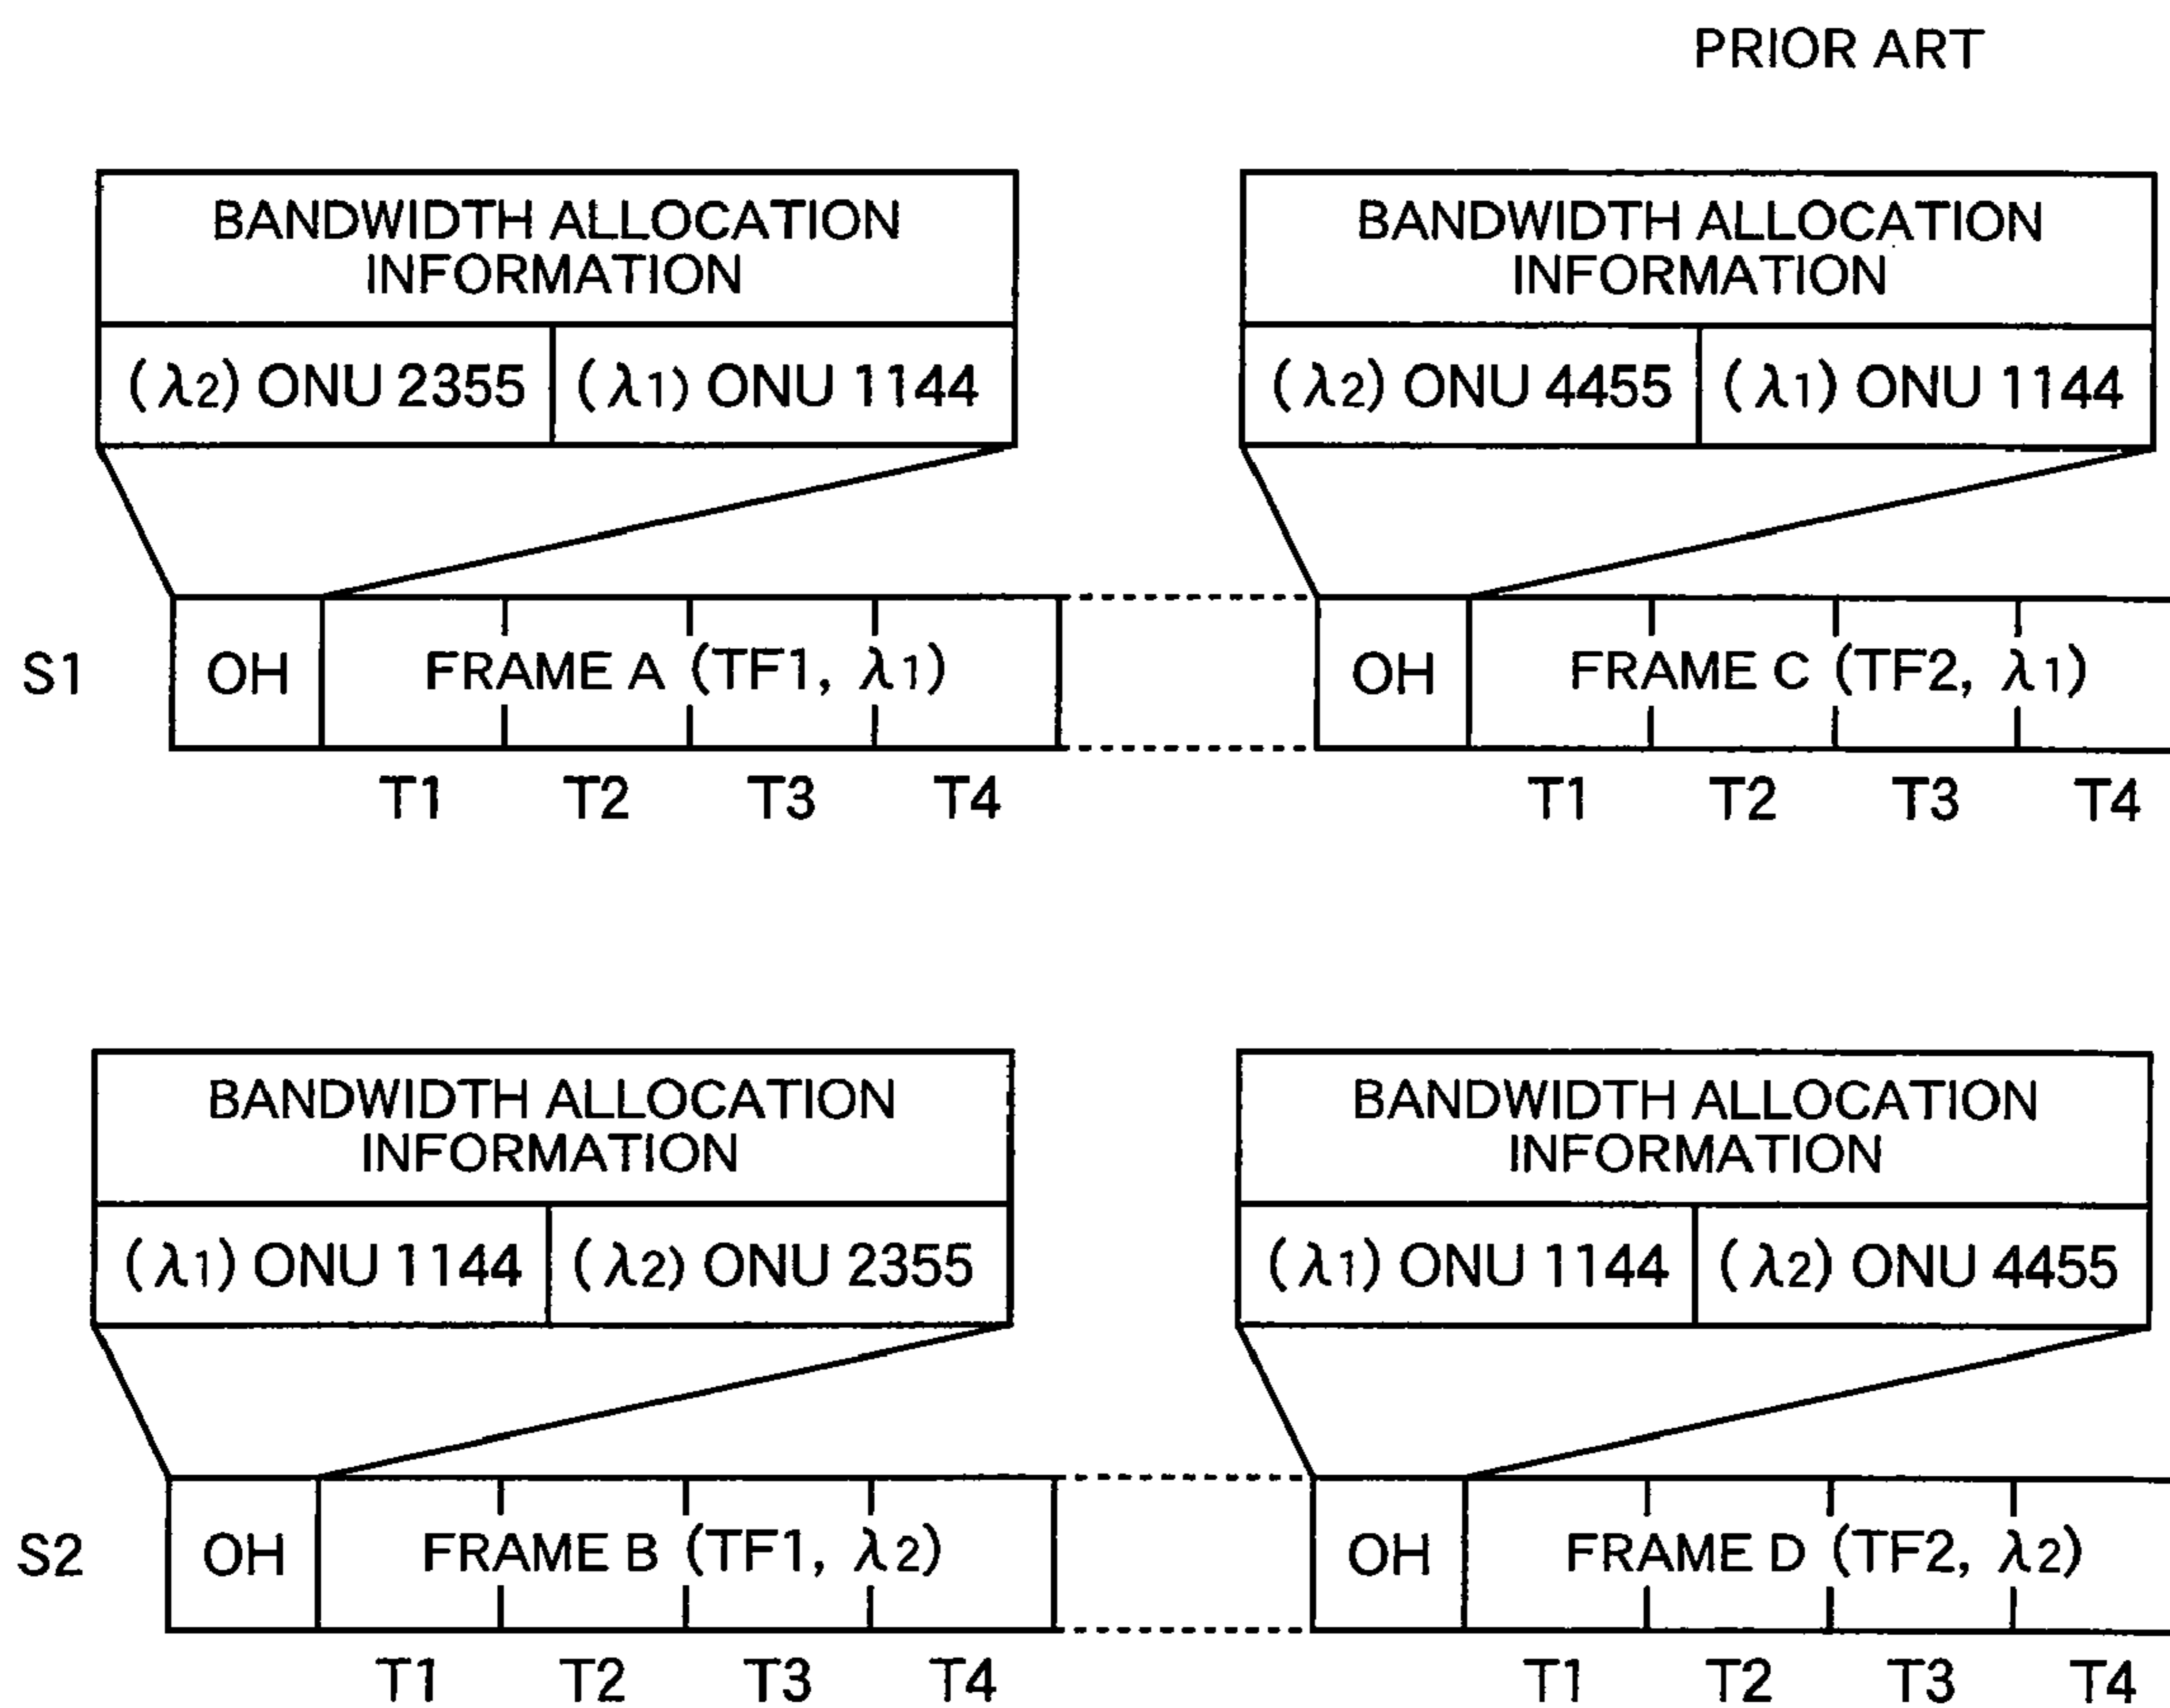 PRIOR ART
BANDWIDTH ALLOCATION
INFORMATION
(λ2) ONU 2355 (λ1) ONU 1144
BANDWIDTH ALLOCATION
INFORMATION
(λ2) ONU 4455 (λ1) ONU 1144
S1 OH FRAME A (TF1, λ1)
T1 T2 T3 T4
OH FRAME C (TF2, λ1)
T1 T2 T3 T4
BANDWIDTH ALLOCATION
INFORMATION
(λ1) ONU 1144 (λ2) ONU 2355
BANDWIDTH ALLOCATION
INFORMATION
(λ1) ONU 1144 (λ2) ONU 4455
S2 OH FRAME B (TF1, λ2)
T1 T2 T3 T4
OH FRAME D (TF2, λ2)
T1 T2 T3 T4